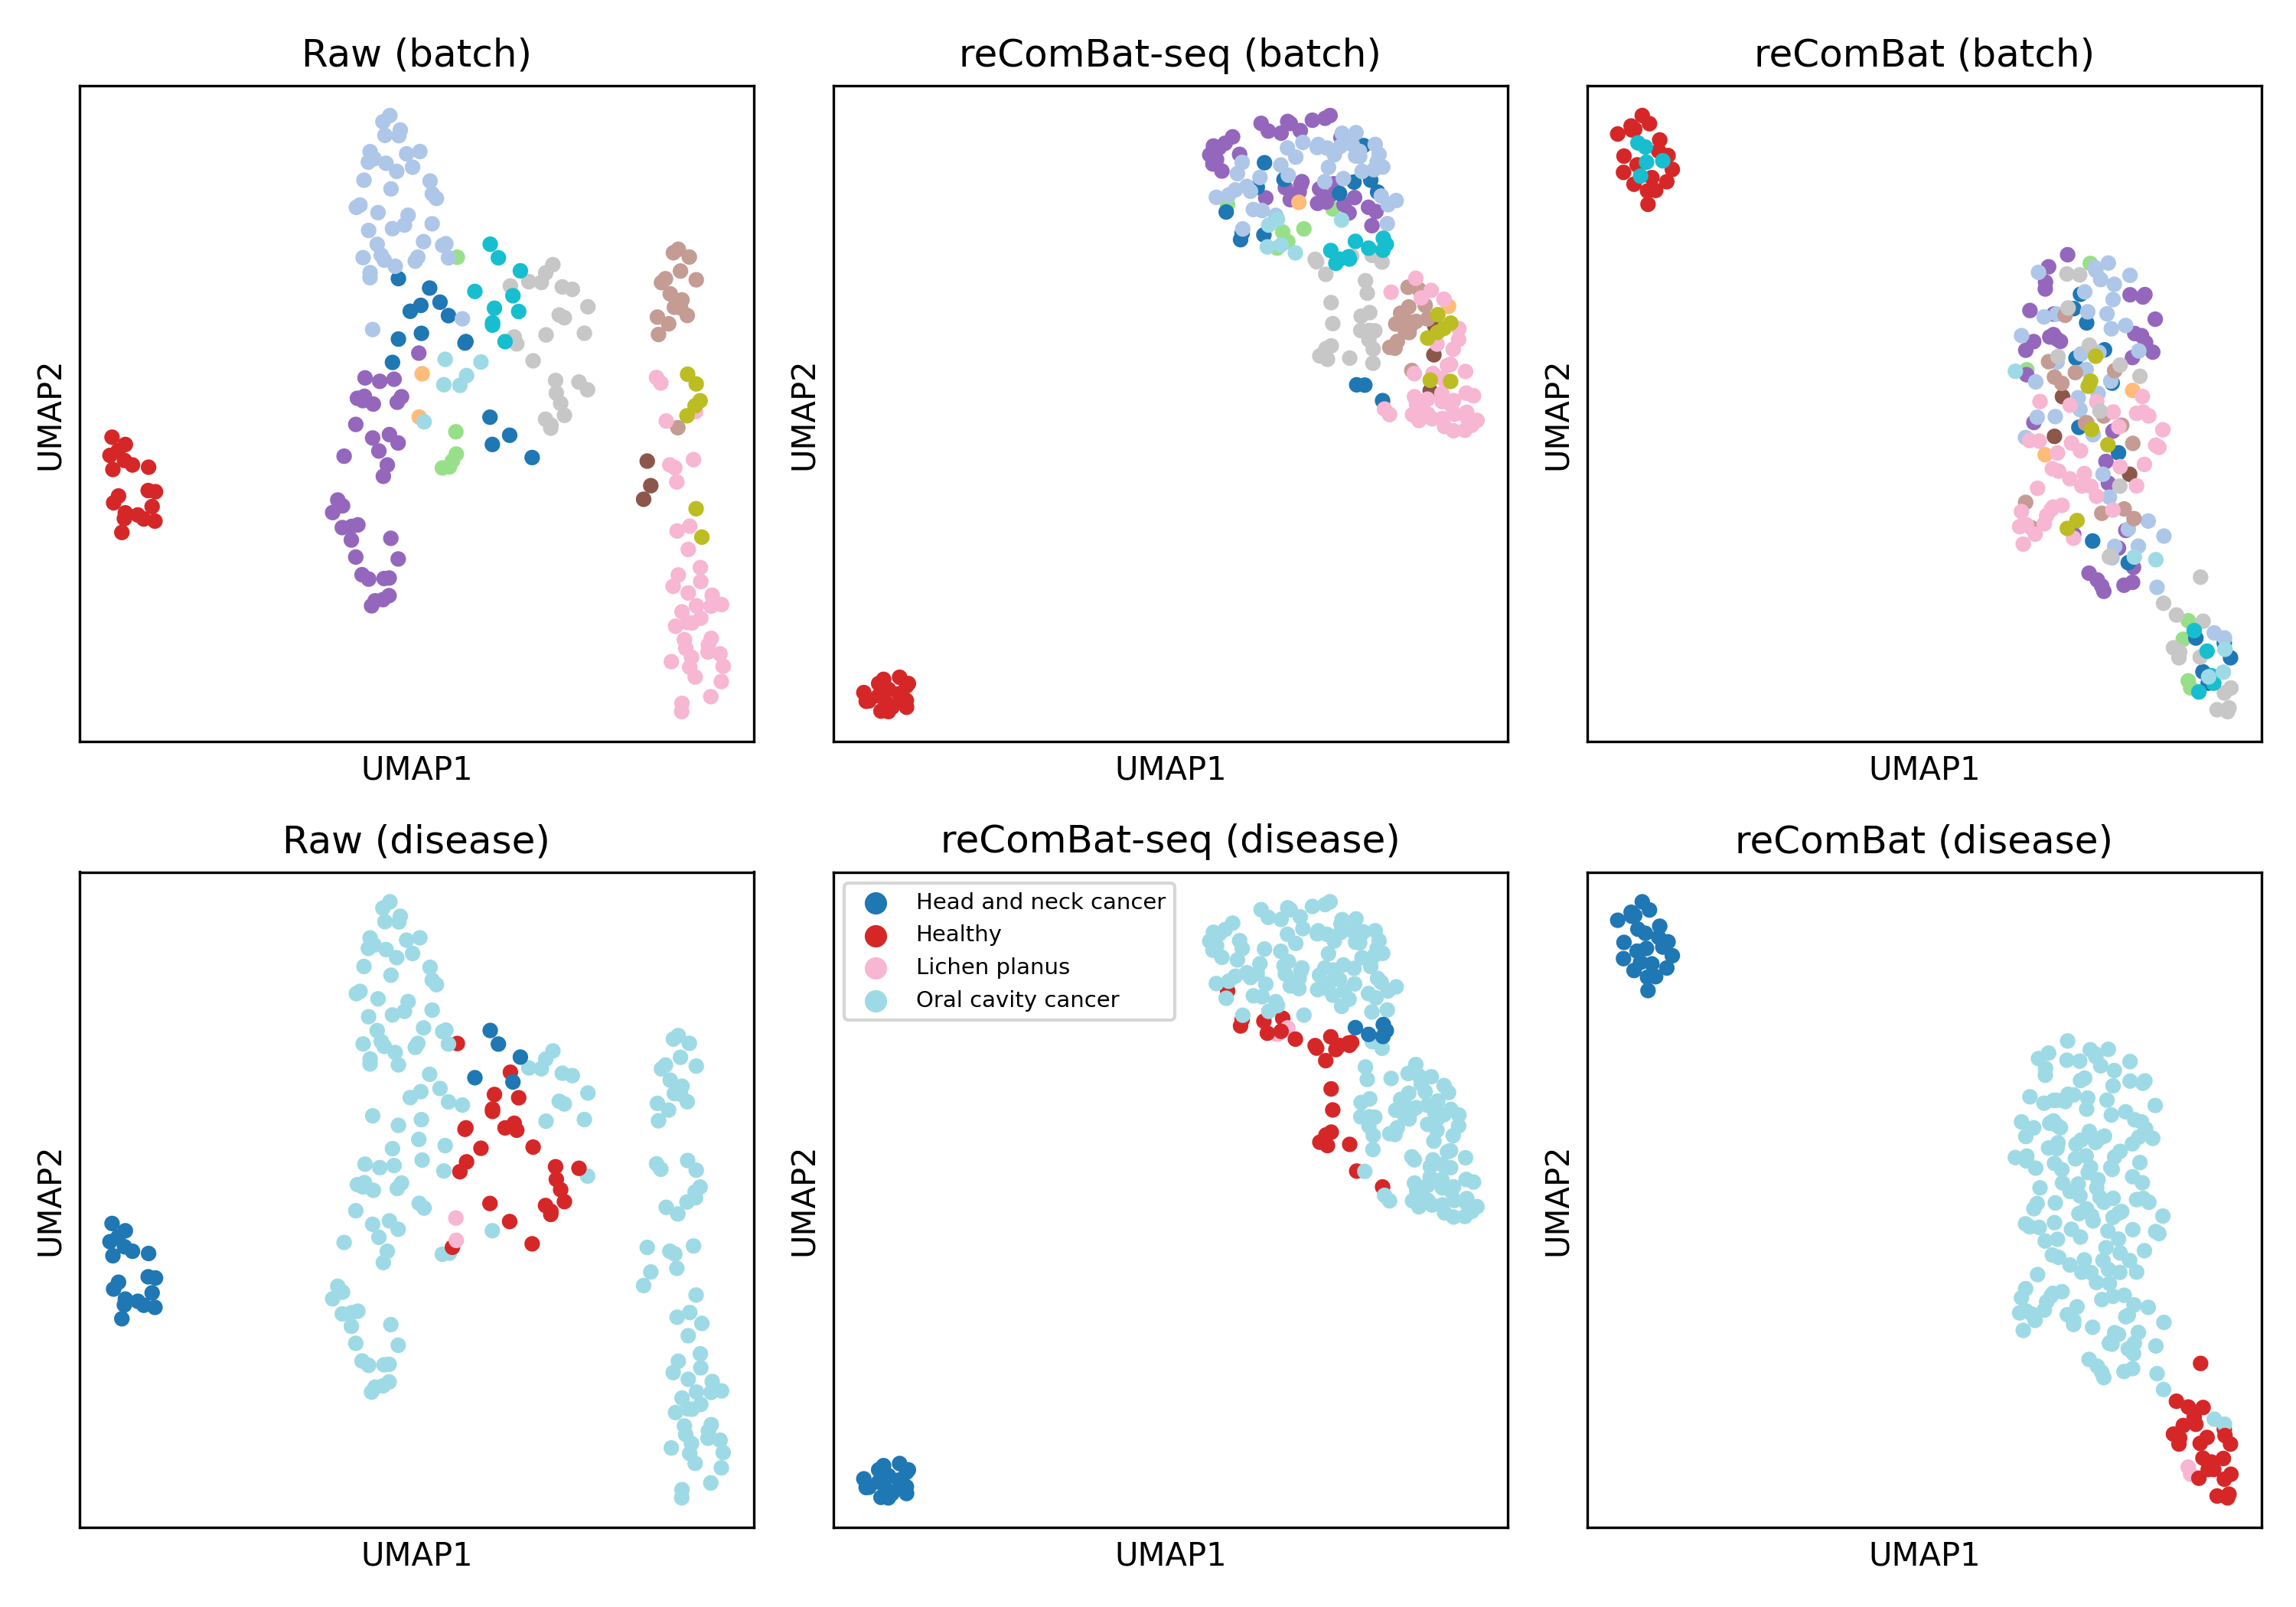 Raw (batch)
reComBat-seq (batch)
reComBat (batch)
UMAP2
UMAP2
UMAP2
UMAP1
UMAP1
UMAP1
Raw (disease)
reComBat-seq (disease)
reComBat (disease)
Head and neck cancer
Healthy
Lichen planus
Oral cavity cancer
UMAP2
UMAP2
UMAP2
UMAP1
UMAP1
UMAP1